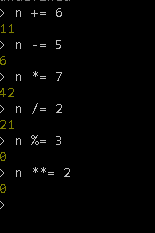 > n += 6
11
> n -= 5
6
> n *= 7
42
> n /= 2
21
> n %= 3
0
> n **= 2
0
>